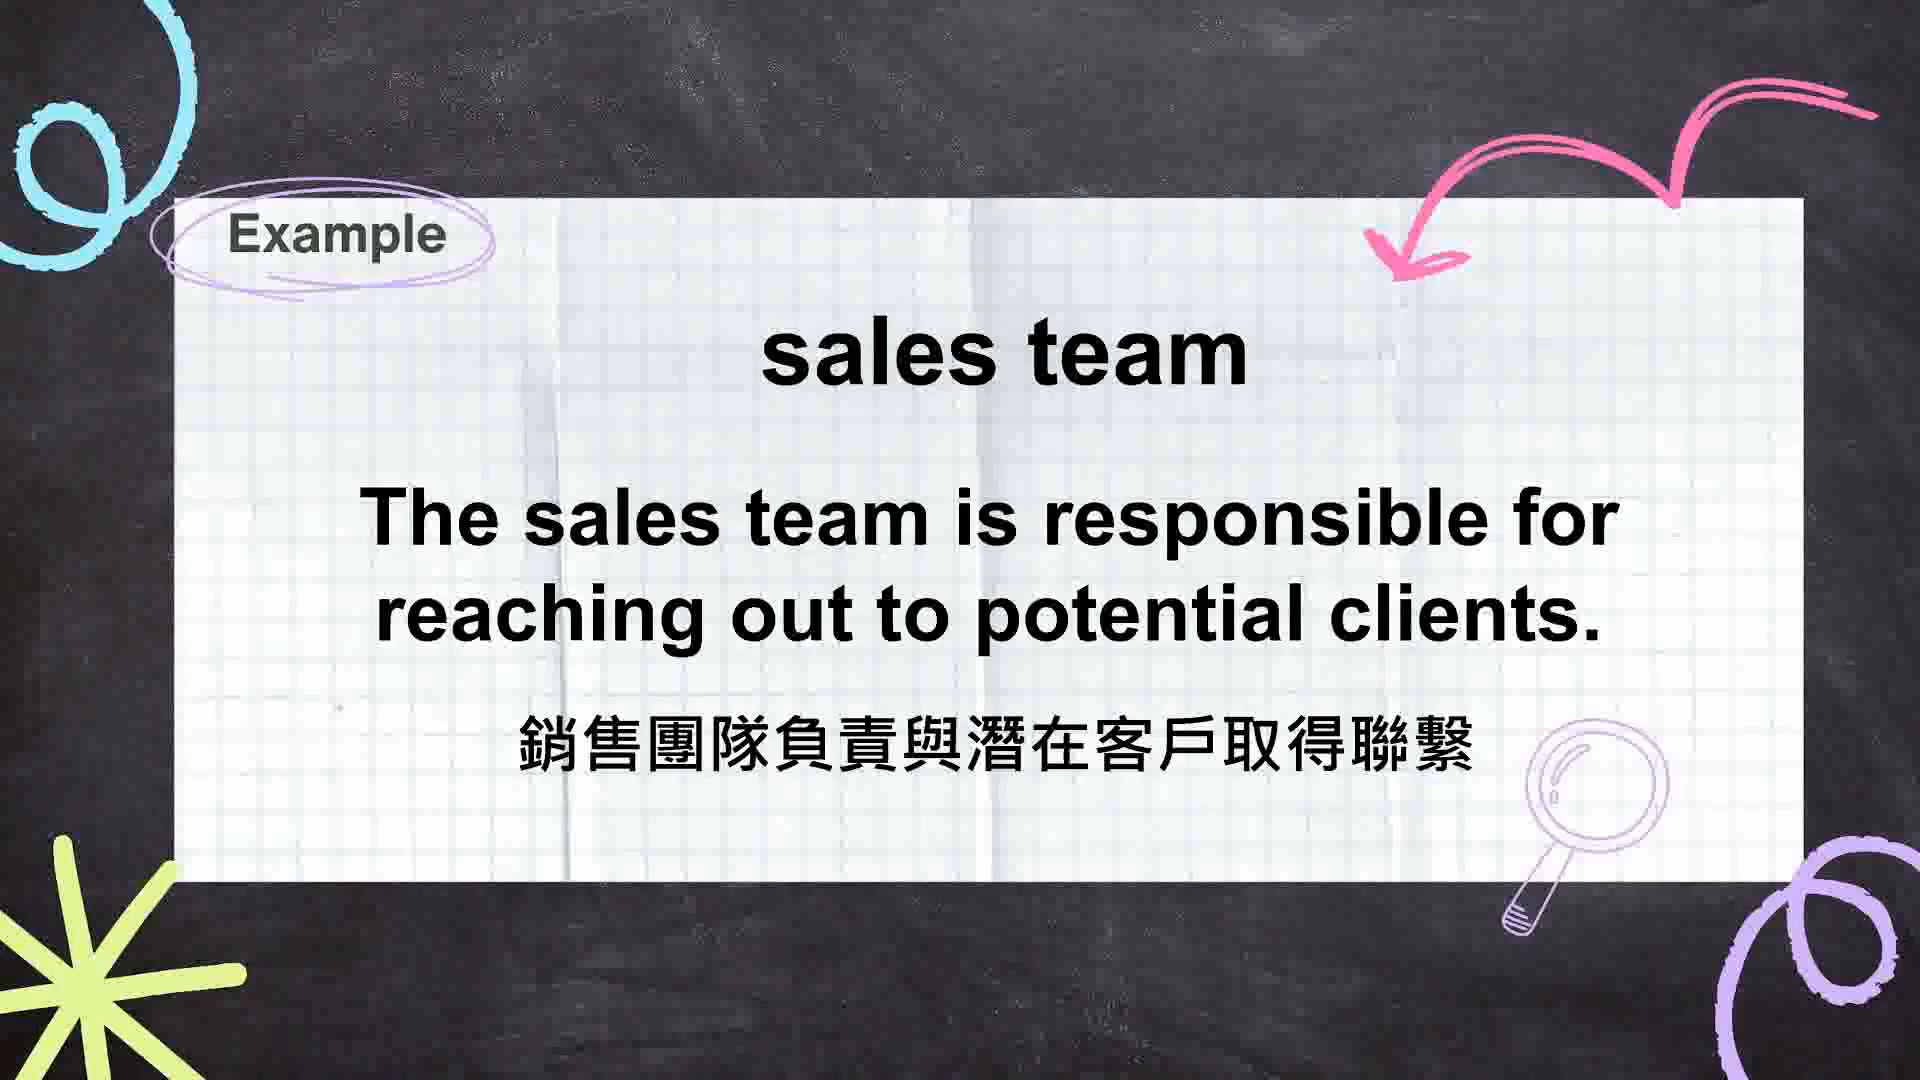 Example
sales team
The sales team is responsible for
reaching out to potential clients.
銷售團隊負責與潛在客戶取得聯繫